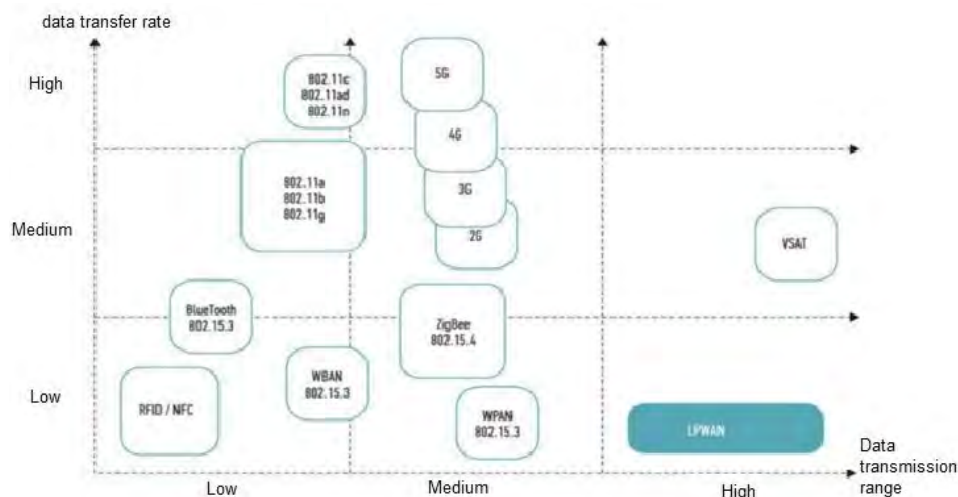 data transfer rate
High
802.11c
802.11ad
802.11n
5G
4G
802.11a
802.11b
802.11g
3G
Medium
2G
VSAT
BlueTooth
802.15.3
ZigBee
802.15.4
Low
RFID / NFC
WBAN
802.15.3
WPAN
802.15.3
LPWAN
Data
transmission
range
Low
Medium
High